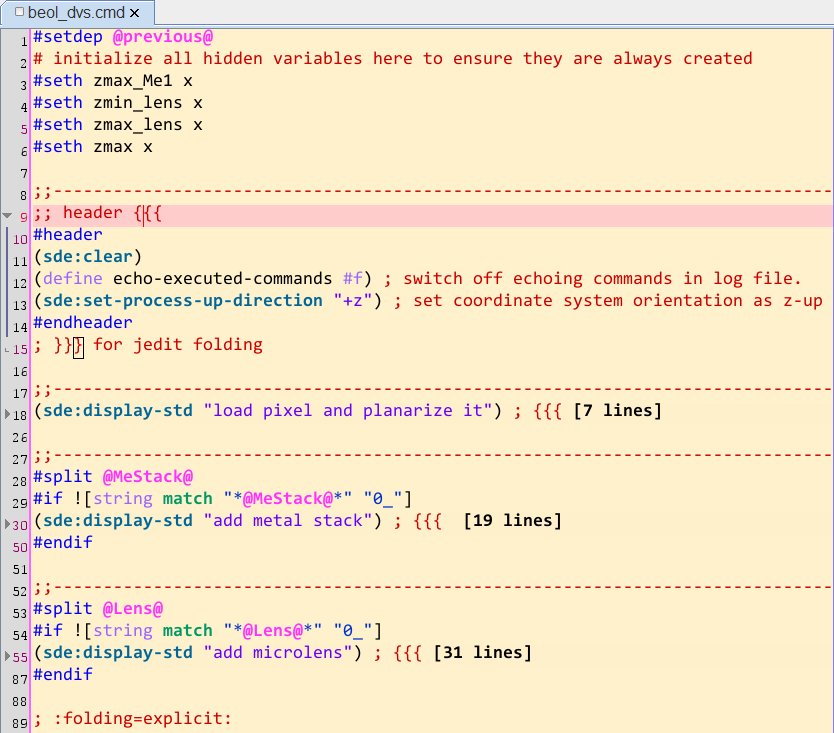 beol_dvs.cmd ×
1 #setdep @previous@
2 # initialize all hidden variables here to ensure they are always created
3 #seth zmax_Me1 x
4 #seth zmin_lens x
5 #seth zmax_lens x
6 #seth zmax x
7
8 ;;------------------------------------------------------------------------------
9 ;; header {{{
10 #header
11 (sde:clear)
12 (define echo-executed-commands #f) ; switch off echoing commands in log file.
13 (sde:set-process-up-direction "+z") ; set coordinate system orientation as z-up
14 #endheader
15 ; }}} for jedit folding
16
17 ;;------------------------------------------------------------------------------
18 (sde:display-std "load pixel and planarize it") ; {{{ [7 lines]
26
27 ;;------------------------------------------------------------------------------
28 #split @MeStack@
29 #if ![string match "*@MeStack@*" "0_"]
30 (sde:display-std "add metal stack") ; {{{  [19 lines]
50 #endif
51
52 ;;------------------------------------------------------------------------------
53 #split @Lens@
54 #if ![string match "*@Lens@*" "0_"]
55 (sde:display-std "add microlens") ; {{{ [31 lines]
87 #endif
88
89 ; :folding=explicit: